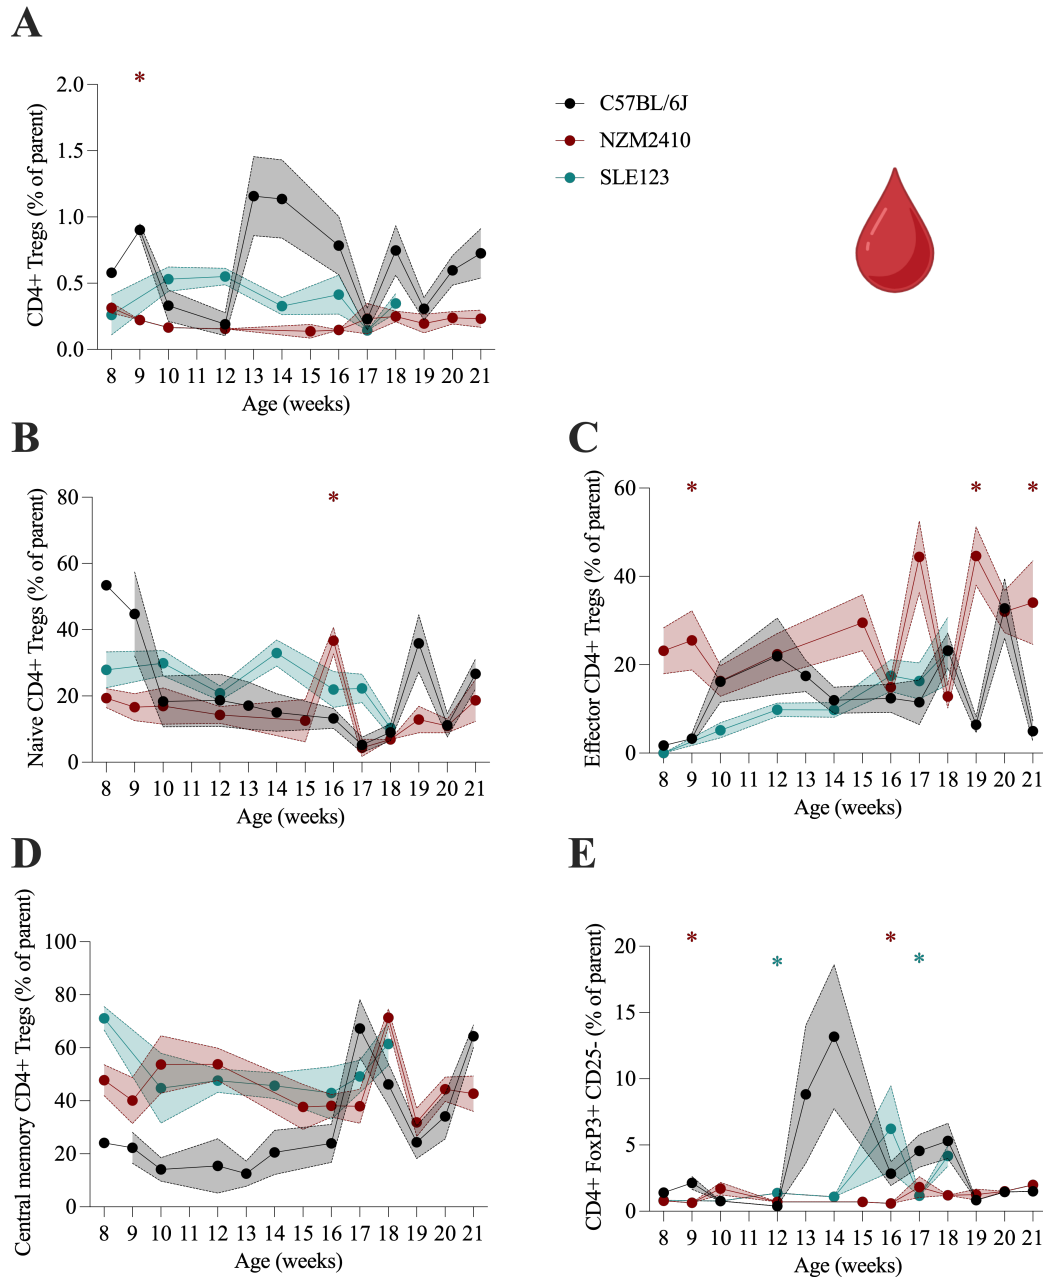 A
*
CD4+ Tregs (% of parent)
2.0
1.5
1.0
0.5
0.0
8 9 10 11 12 13 14 15 16 17 18 19 20 21
Age (weeks)
C57BL/6J
NZM2410
SLE123
B
*
Naive CD4+ Tregs (% of parent)
80
60
40
20
0
8 9 10 11 12 13 14 15 16 17 18 19 20 21
Age (weeks)
C
* * *
Effector CD4+ Tregs (% of parent)
60
40
20
0
8 9 10 11 12 13 14 15 16 17 18 19 20 21
Age (weeks)
D
Central memory CD4+ Tregs (% of parent)
100
80
60
40
20
0
8 9 10 11 12 13 14 15 16 17 18 19 20 21
Age (weeks)
E
* * * *
CD4+ FoxP3+ CD25- (% of parent)
20
15
10
5
0
8 9 10 11 12 13 14 15 16 17 18 19 20 21
Age (weeks)